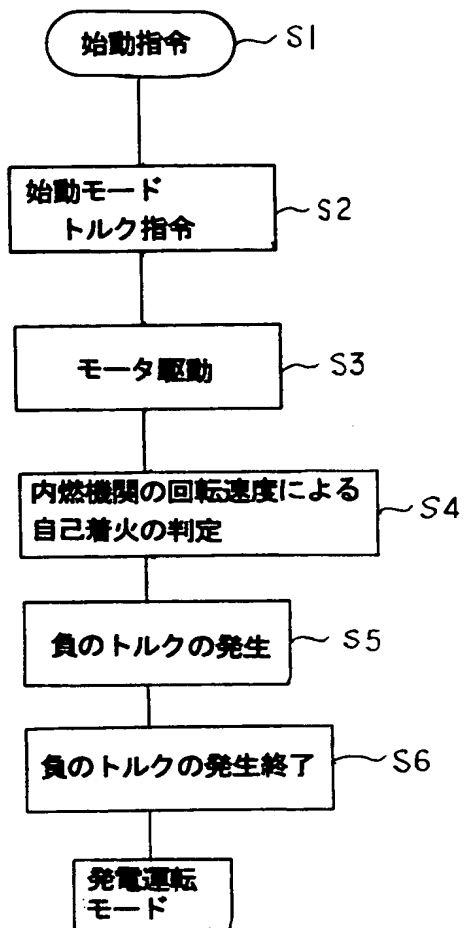 始動指令
S1
始動モード
トルク指令
S2
モータ駆動
S3
内燃機関の回転速度による
自己着火の判定
S4
負のトルクの発生
S5
負のトルクの発生終了
S6
発電運転
モード